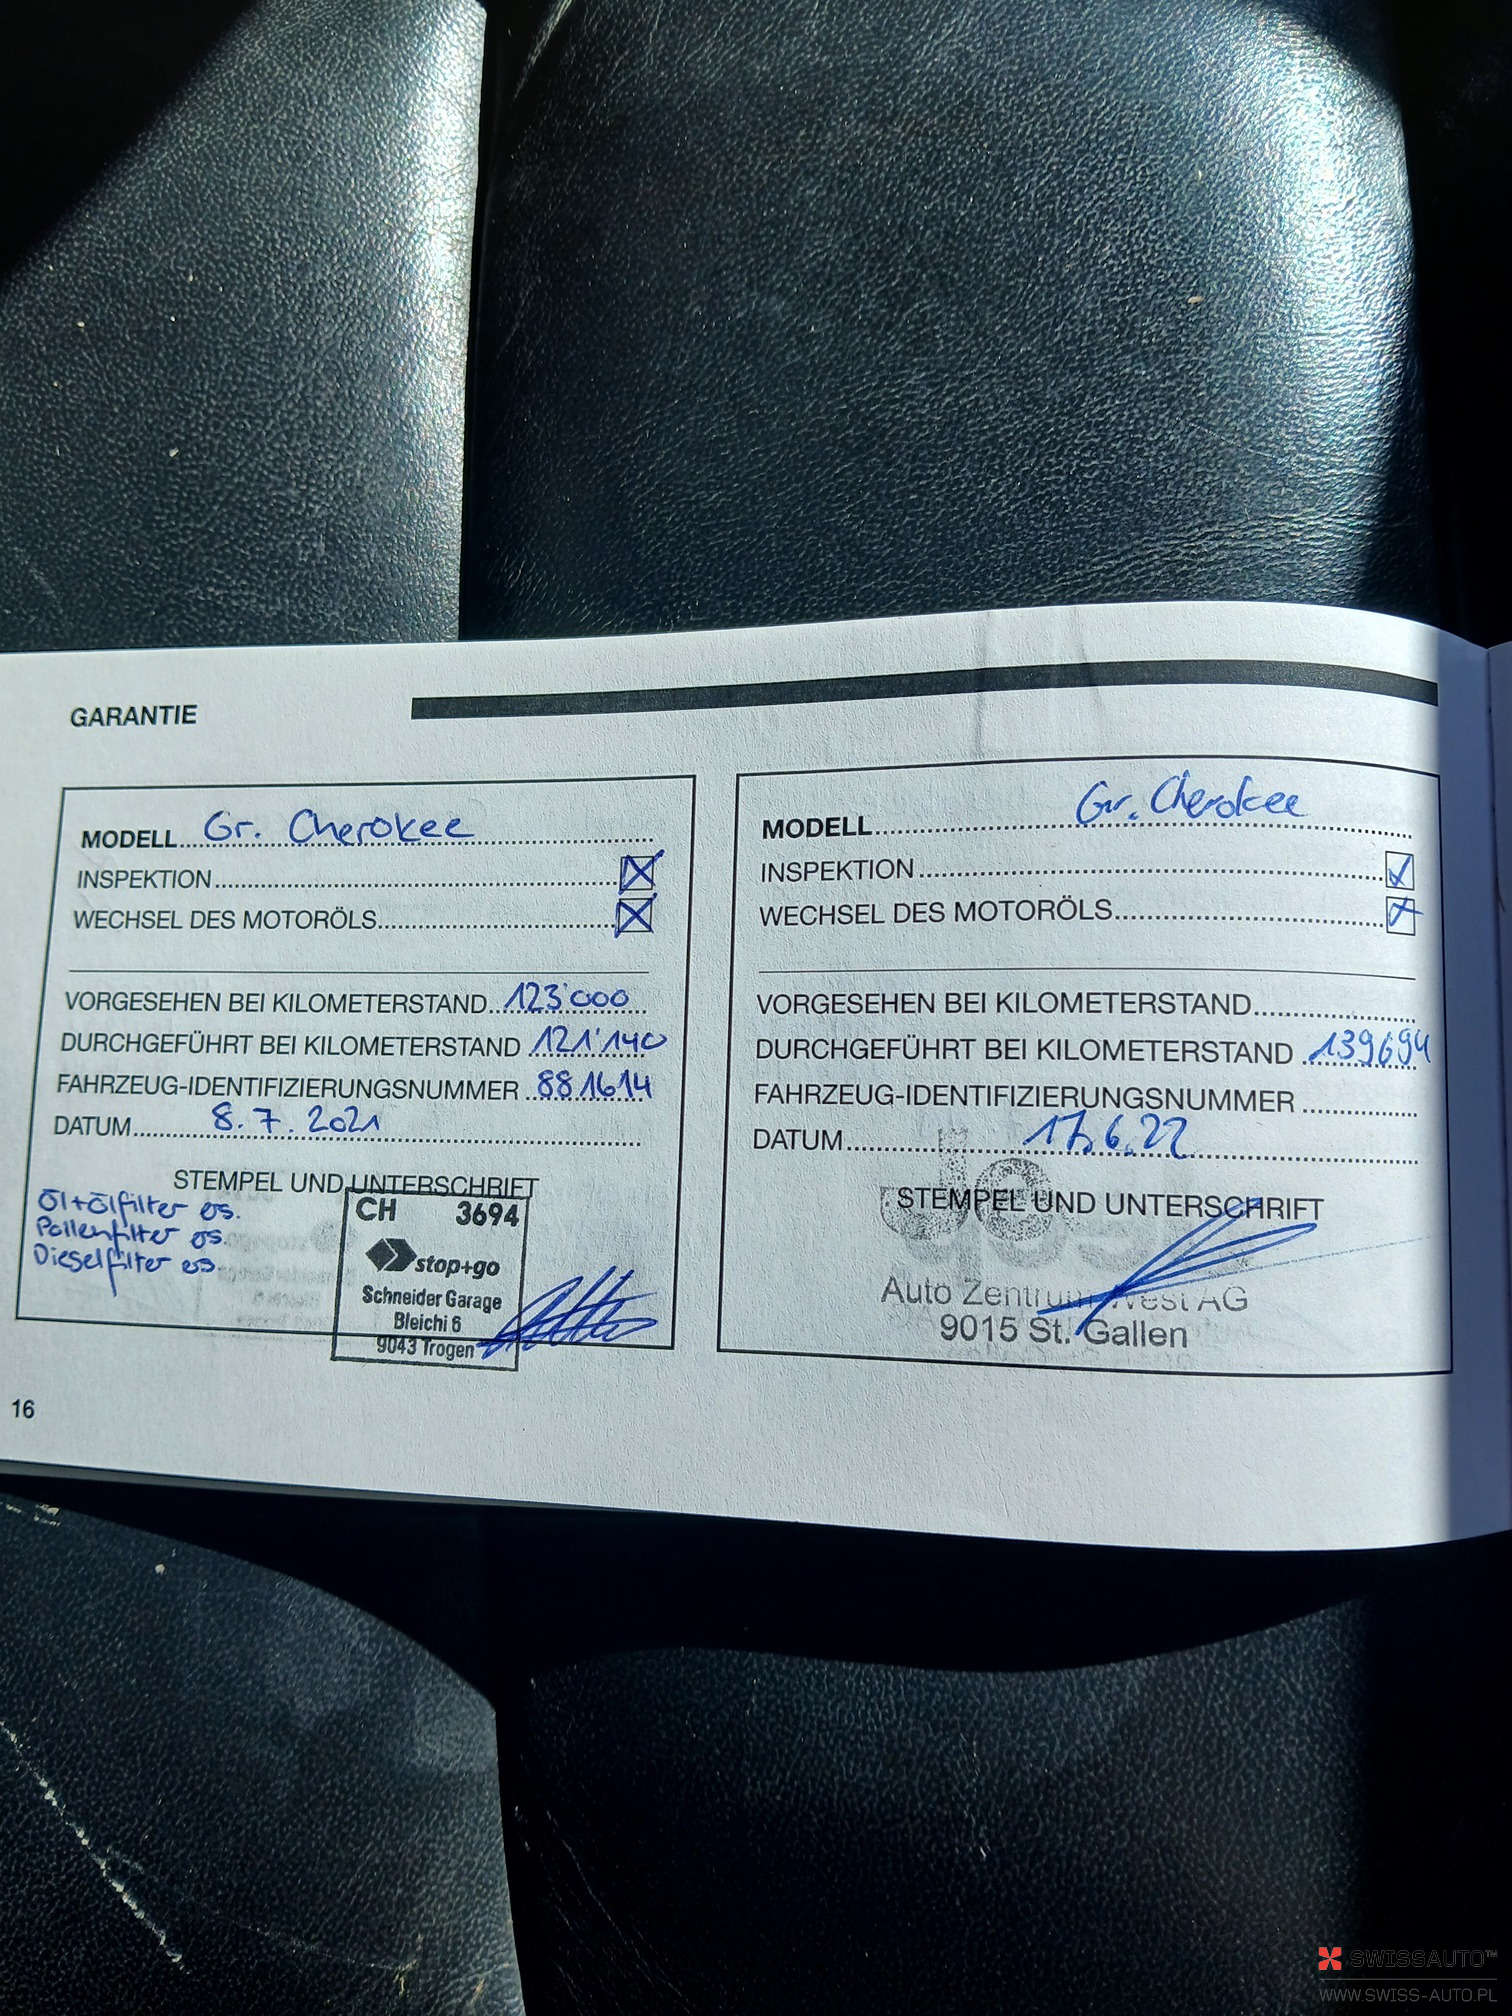 GARANTIE
MODELL Gr. Cherokee
INSPEKTION
WECHSEL DES MOTORÖLS
VORGESEHEN BEI KILOMETERSTAND 123'000
DURCHGEFÜHRT BEI KILOMETERSTAND 121'140
FAHRZEUG-IDENTIFIZIERUNGSNUMMER 881614
DATUM 8.7.2021
STEMPEL UND UNTERSCHRIFT
Öl+Ölfilter ers.
Pollenfilter ers.
Dieselfilter ers.
CH 3694
stop+go
Schneider Garage
Bleichi 6
9043 Trogen
MODELL Gr. Cherokee
INSPEKTION
WECHSEL DES MOTORÖLS
VORGESEHEN BEI KILOMETERSTAND
DURCHGEFÜHRT BEI KILOMETERSTAND 139694
FAHRZEUG-IDENTIFIZIERUNGSNUMMER
DATUM 17.6.22
STEMPEL UND UNTERSCHRIFT
Jeep
Auto Zentrum West AG
9015 St. Gallen
16
SWISSAUTO™
WWW.SWISS-AUTO.PL